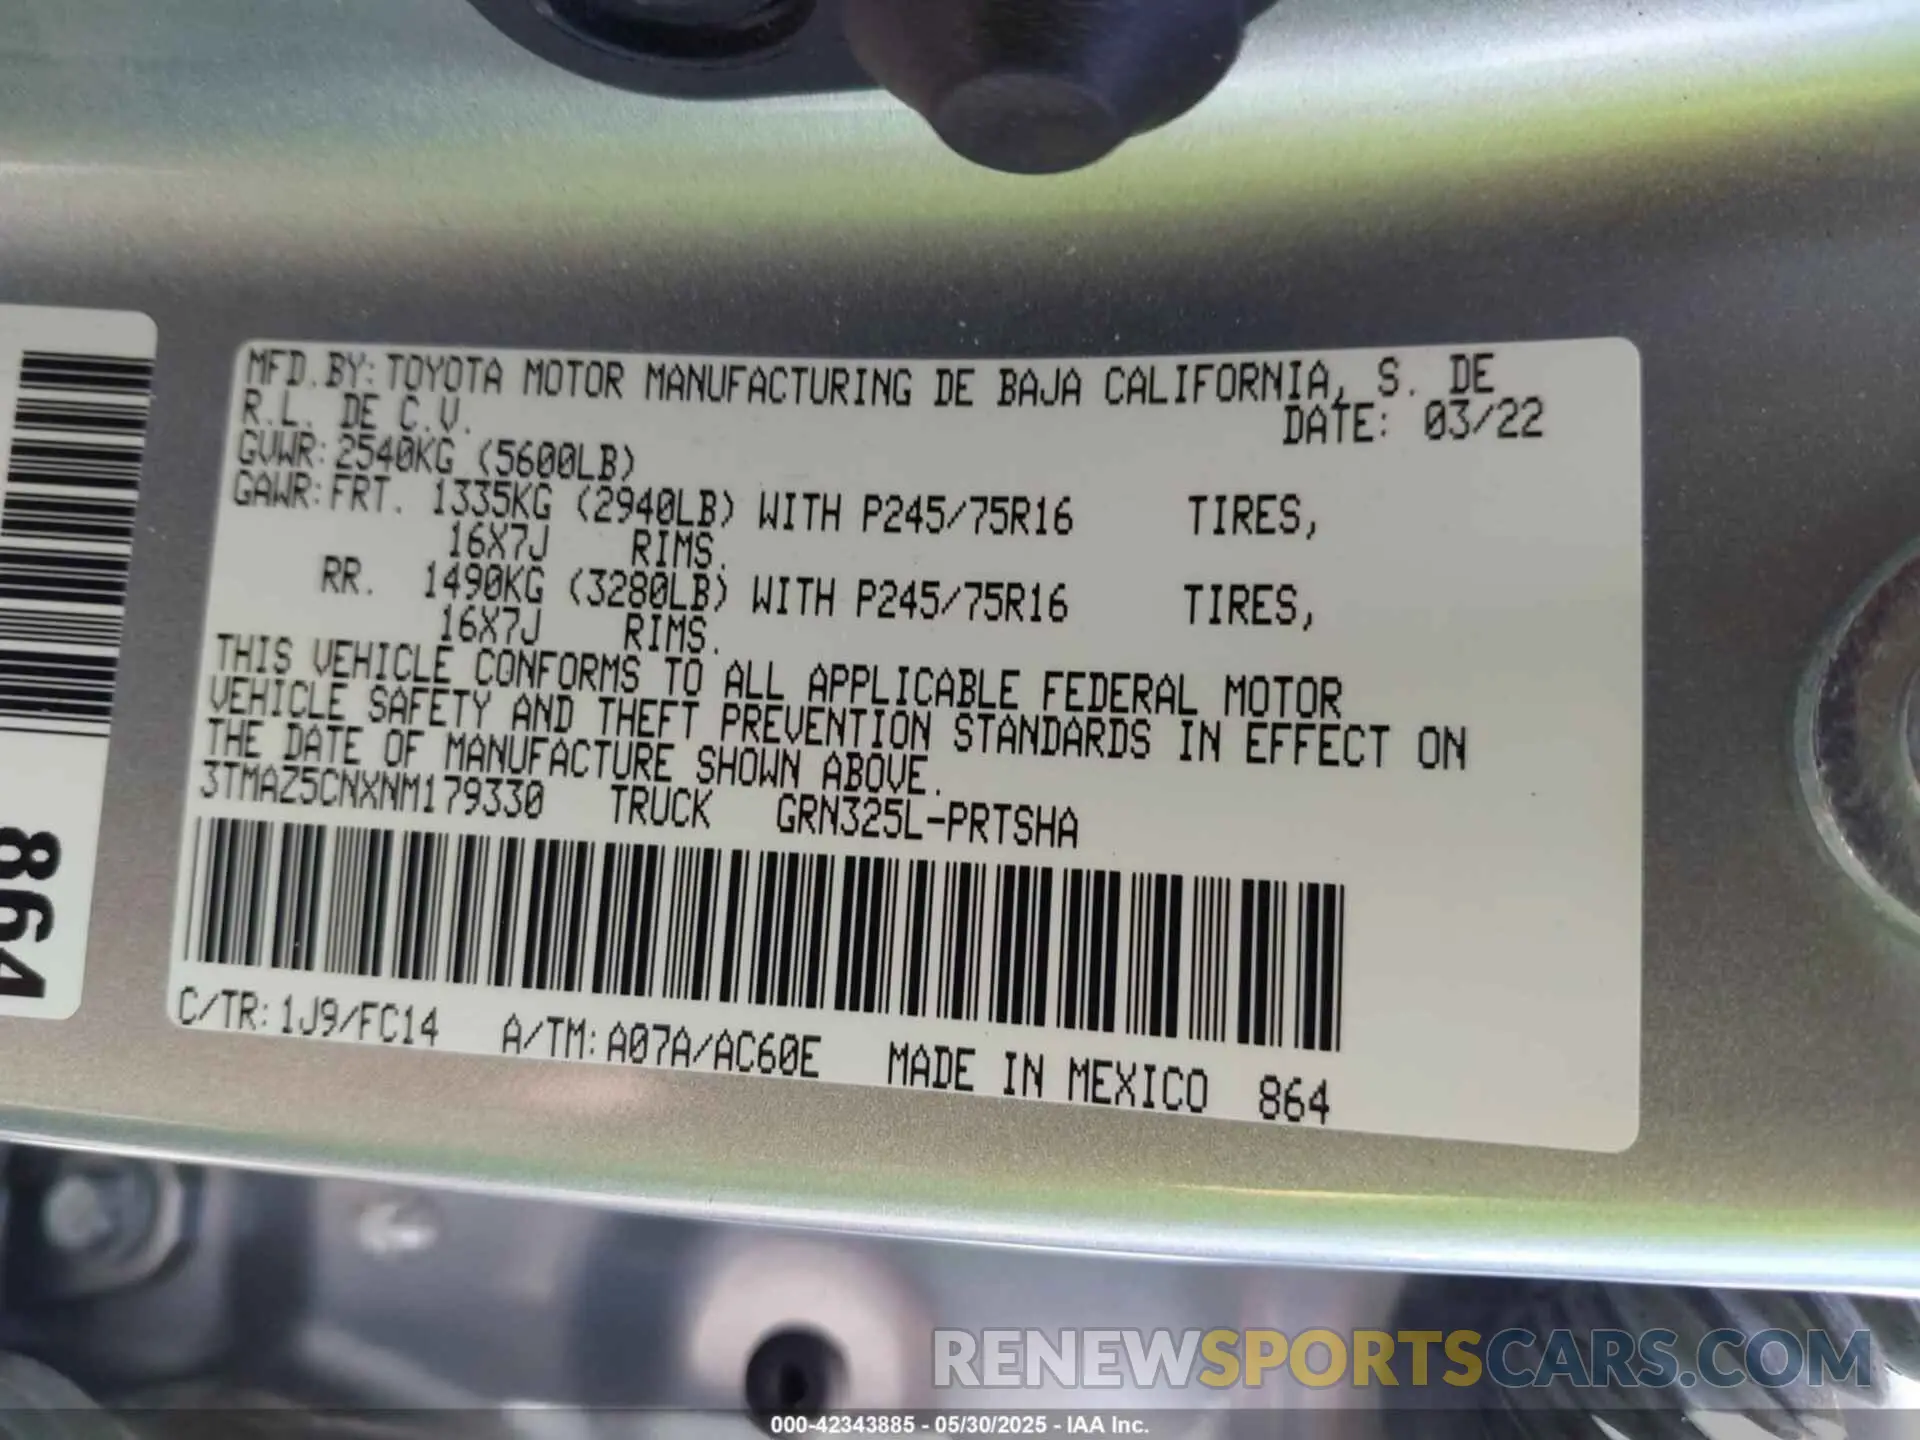 MFD.BY: TOYOTA MOTOR MANUFACTURING DE BAJA CALIFORNIA, S. DE
R.L. DE C.V. DATE: 03/22
GVWR: 2540KG (5600LB)
GAWR: FRT. 1335KG (2940LB) WITH P245/75R16 TIRES,
16X7J RIMS.
RR. 1490KG (3280LB) WITH P245/75R16 TIRES,
16X7J RIMS.
THIS VEHICLE CONFORMS TO ALL APPLICABLE FEDERAL MOTOR
VEHICLE SAFETY AND THEFT PREVENTION STANDARDS IN EFFECT ON
THE DATE OF MANUFACTURE SHOWN ABOVE.
3TMAZ5CNXNM179330 TRUCK GRN325L-PRTSHA
C/TR: 1J9/FC14 A/TM: A07A/AC60E MADE IN MEXICO 864
864
RENEWSPORTSCARS.COM
000-42343885 - 05/30/2025 - IAA Inc.